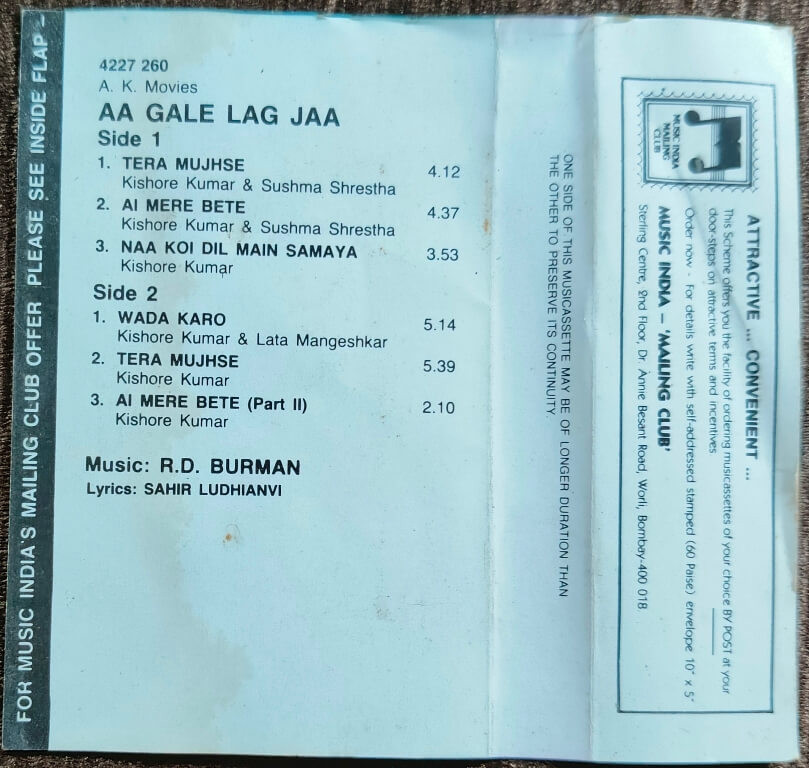 FOR MUSIC INDIA'S MAILING CLUB OFFER PLEASE SEE INSIDE FLAP -
4227 260
A. K. Movies
AA GALE LAG JAA
Side 1
1. TERA MUJHSE 4.12
Kishore Kumar & Sushma Shrestha
2. AI MERE BETE 4.37
Kishore Kumar & Sushma Shrestha
3. NAA KOI DIL MAIN SAMAYA 3.53
Kishore Kumar
Side 2
1. WADA KARO 5.14
Kishore Kumar & Lata Mangeshkar
2. TERA MUJHSE 5.39
Kishore Kumar
3. AI MERE BETE (Part II) 2.10
Kishore Kumar
Music: R.D. BURMAN
Lyrics: SAHIR LUDHIANVI
ONE SIDE OF THIS MUSICASSETTE MAY BE OF LONGER DURATION THAN
THE OTHER TO PRESERVE ITS CONTINUITY.
MUSIC INDIA
MAILING
CLUB
ATTRACTIVE ... CONVENIENT ...
This Scheme offers you the facility of ordering musicassettes of your choice BY POST at your
door-steps on attractive terms and incentives
Order now - For details write with self-addressed stamped (60 Paise) envelope 10" x 5"
MUSIC INDIA - 'MAILING CLUB'
Sterling Centre, 2nd Floor, Dr. Annie Besant Road, Worli, Bombay-400 018